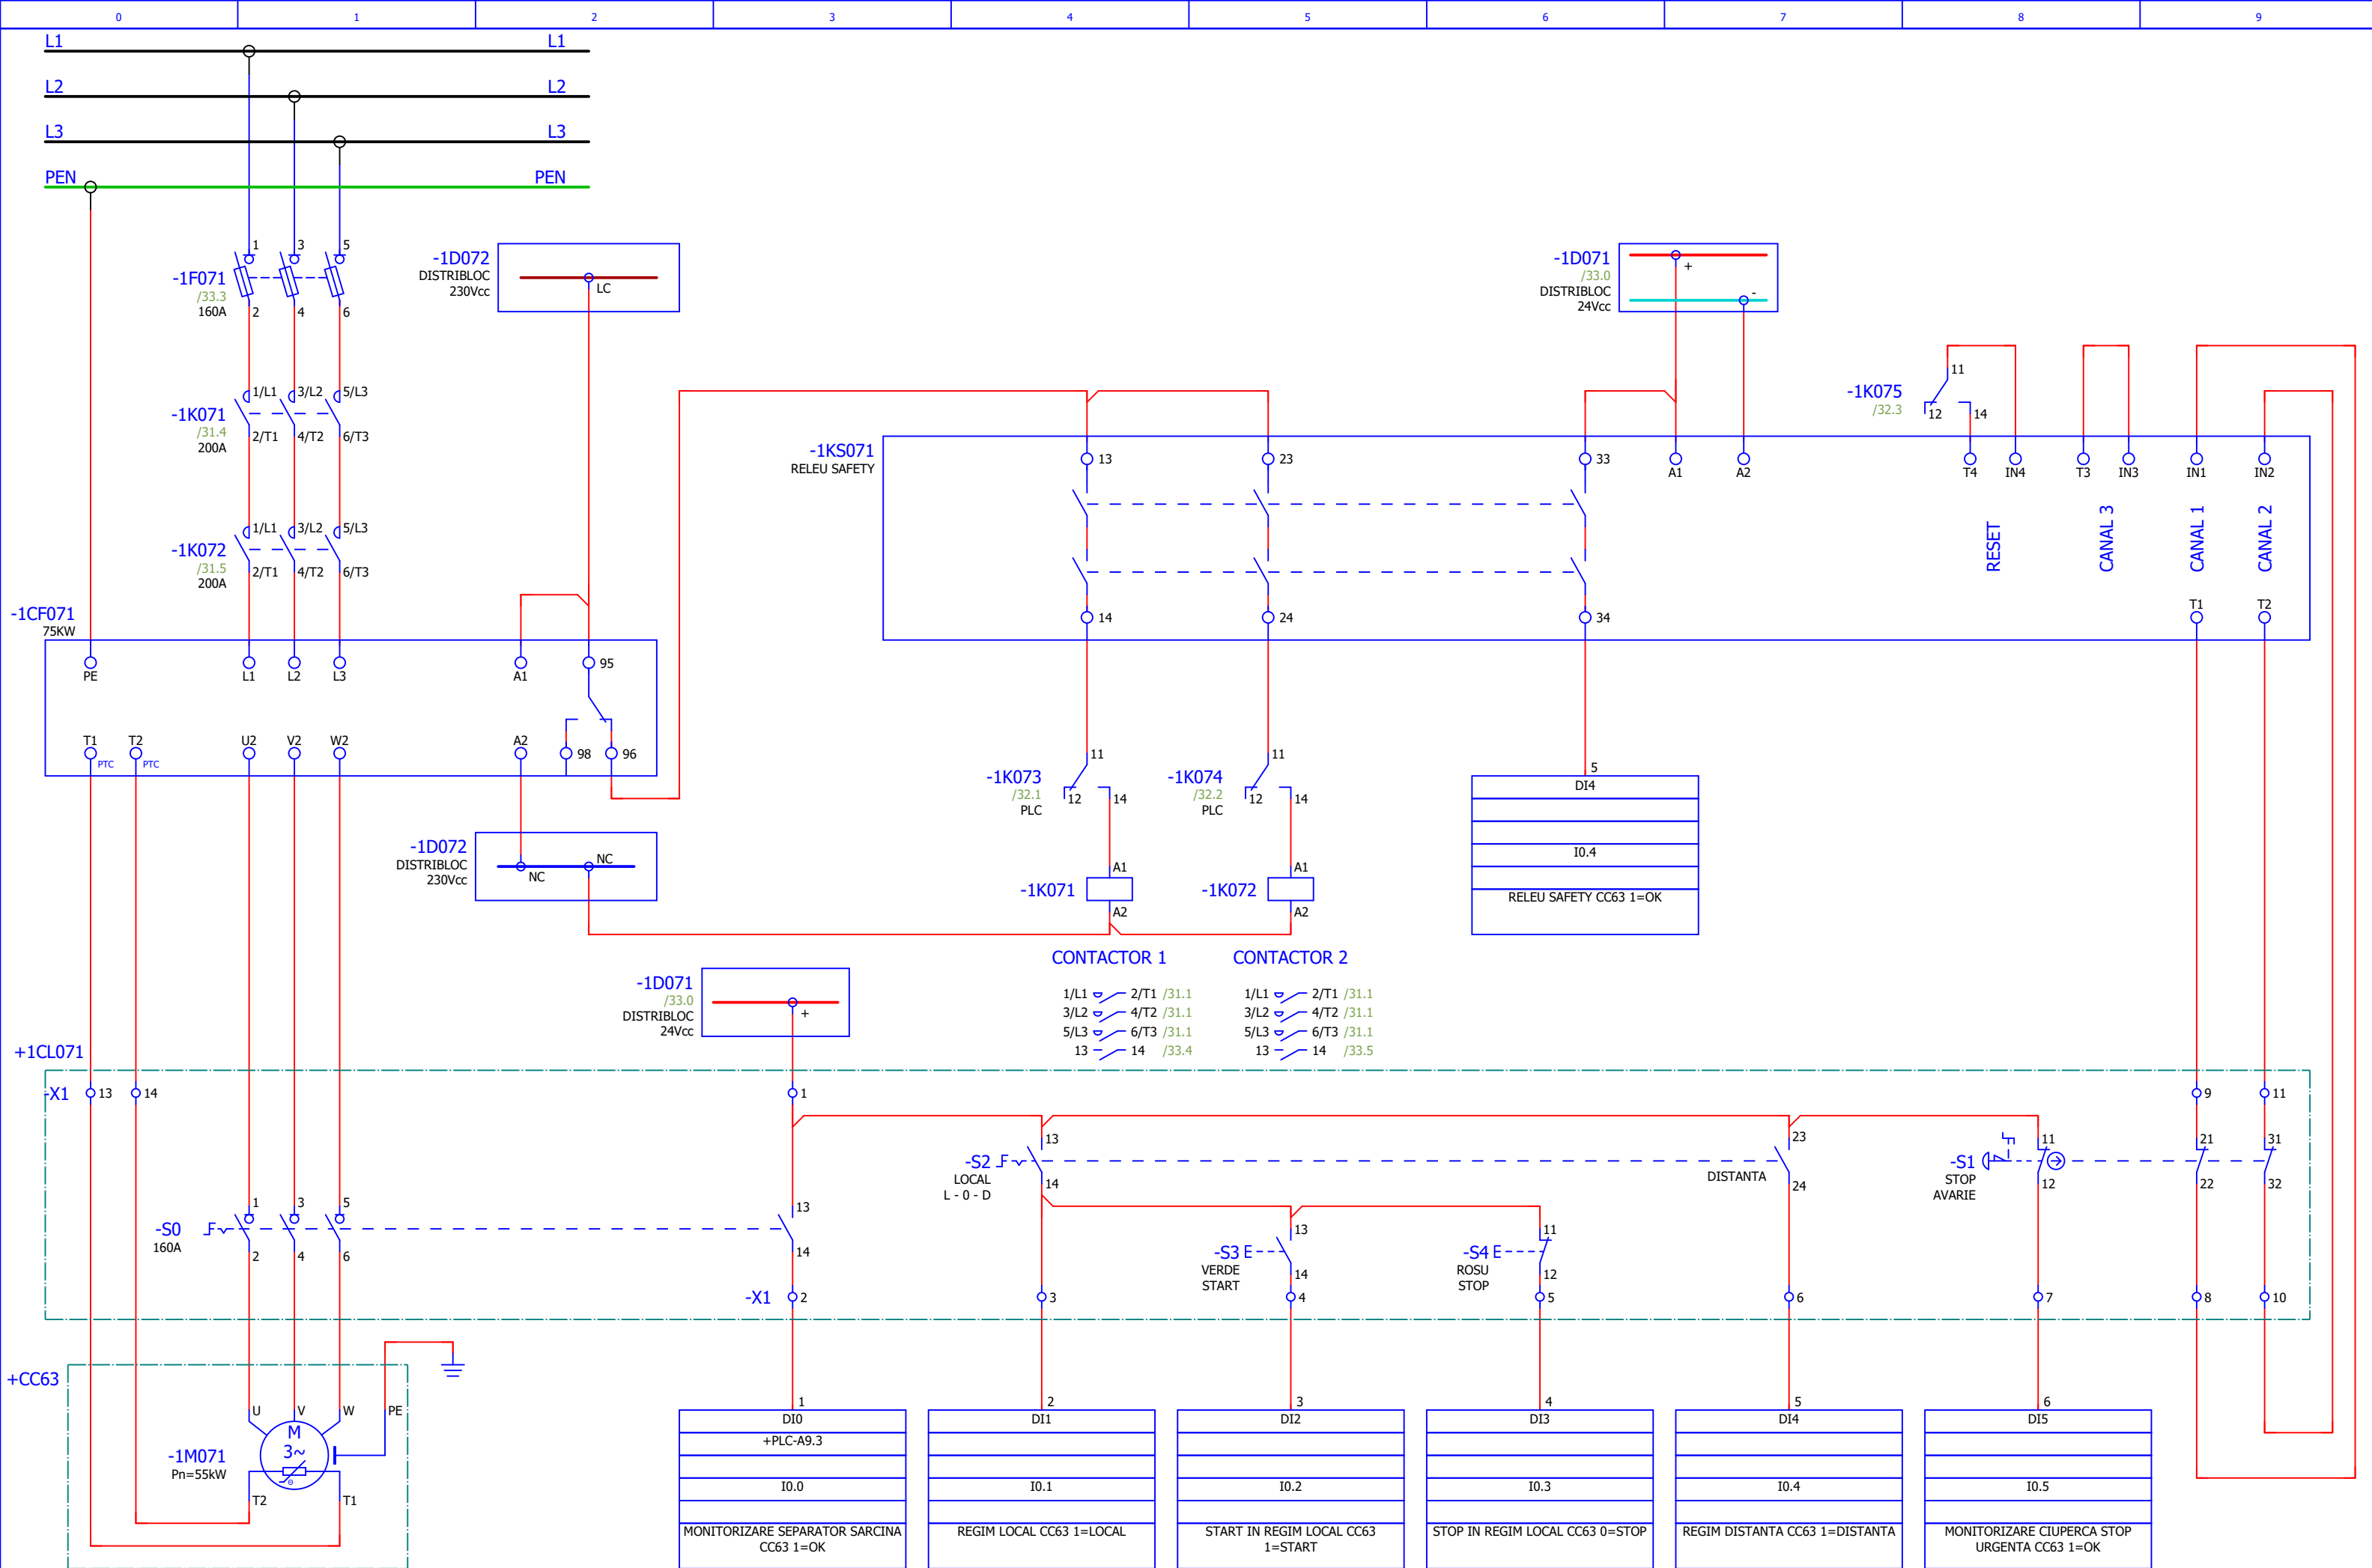 0 1 2 3 4 5 6 7 8 9
L1 L1
L2 L2
L3 L3
PEN PEN
1 3 5
-1F071
/33.3
160A
2 4 6
-1D072
DISTRIBLOC
230Vcc
LC
-1D071
/33.0
DISTRIBLOC
24Vcc
+
-
1/L1 3/L2 5/L3
-1K071
/31.4
200A
2/T1 4/T2 6/T3
-1K075
/32.3
11
12 14
-1KS071
RELEU SAFETY
13 23 33 A1 A2 T4 IN4 T3 IN3 IN1 IN2
RESET
CANAL 3
CANAL 1
CANAL 2
14 24 34 T1 T2
1/L1 3/L2 5/L3
-1K072
/31.5
200A
2/T1 4/T2 6/T3
-1CF071
75KW
PE L1 L2 L3 A1 95
T1 T2 U2 V2 W2 A2 98 96
PTC PTC
-1K073
/32.1
PLC
11
12 14
-1K074
/32.2
PLC
11
12 14
5
DI4
I0.4
RELEU SAFETY CC63 1=OK
-1D072
DISTRIBLOC
230Vcc
NC
NC
A1
-1K071
A2
A1
-1K072
A2
CONTACTOR 1
1/L1 2/T1 /31.1
3/L2 4/T2 /31.1
5/L3 6/T3 /31.1
13 14 /33.4
CONTACTOR 2
1/L1 2/T1 /31.1
3/L2 4/T2 /31.1
5/L3 6/T3 /31.1
13 14 /33.5
-1D071
/33.0
DISTRIBLOC
24Vcc
+
+1CL071
-X1 13 14 1 9 11
13
-S2
LOCAL
L - 0 - D
14
23
DISTANTA
24
-S1
STOP
AVARIE
11
12
21
22
31
32
1 3 5
-S0
160A
2 4 6
13
14
-S3 E
VERDE
START
13
14
-S4 E
ROSU
STOP
11
12
-X1 2 3 4 5 6 7 8 10
+CC63
U V W PE
M
3~
-1M071
Pn=55kW
T2 T1
1
DI0
+PLC-A9.3
I0.0
MONITORIZARE SEPARATOR SARCINA
CC63 1=OK
2
DI1
I0.1
REGIM LOCAL CC63 1=LOCAL
3
DI2
I0.2
START IN REGIM LOCAL CC63
1=START
4
DI3
I0.3
STOP IN REGIM LOCAL CC63 0=STOP
5
DI4
I0.4
REGIM DISTANTA CC63 1=DISTANTA
6
DI5
I0.5
MONITORIZARE CIUPERCA STOP
URGENTA CC63 1=OK